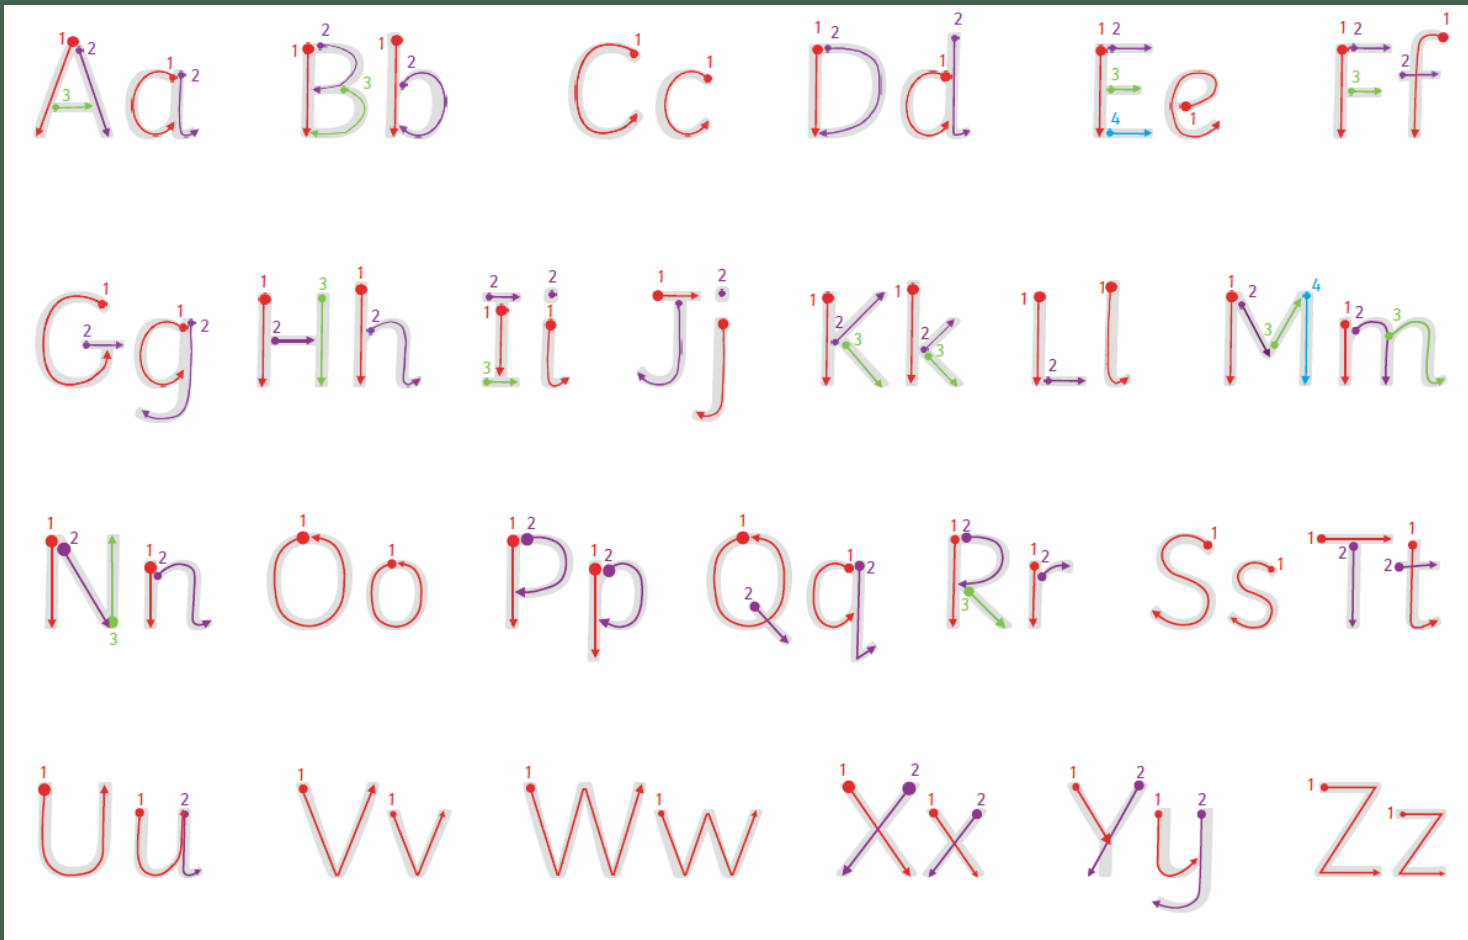 Aa Bb Cc Dd Ee Ff
Gg Hh Ii Jj Kk Ll Mm
Nn Oo Pp Qq Rr Ss Tt
Uu Vv Ww Xx Yy Zz